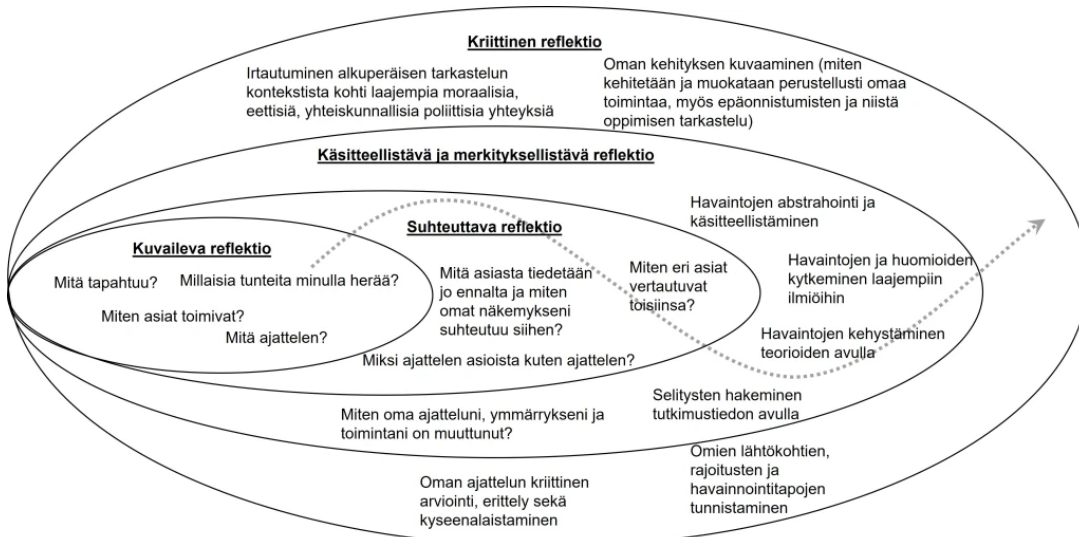 Kriittinen reflektio
Irtautuminen alkuperäisen tarkastelun
kontekstista kohti laajempia moraalisia,
eettisiä, yhteiskunnallisia poliittisia yhteyksiä
Oman kehityksen kuvaaminen (miten
kehitetään ja muokataan perustellusti omaa
toimintaa, myös epäonnistumisten ja niistä
oppimisen tarkastelu)
Käsitteellistävä ja merkityksellistävä reflektio
Havaintojen abstrahointi ja
käsitteellistäminen
Suhteuttava reflektio
Kuvaileva reflektio
Mitä tapahtuu?
Millaisia tunteita minulla herää?
Miten asiat toimivat?
Mitä ajattelen?
Mitä asiasta tiedetään
jo ennalta ja miten
omat näkemykseni
suhteutuu siihen?
Miten eri asiat
vertautuvat
toisiinsa?
Havaintojen ja huomioiden
kytkeminen laajempiin
ilmiöihin
Havaintojen kehystäminen
teorioiden avulla
Miksi ajattelen asioista kuten ajattelen?
Selitysten hakeminen
tutkimustiedon avulla
Miten oma ajatteluni, ymmärrykseni ja
toimintani on muuttunut?
Omien lähtökohtien,
rajoitusten ja
havainnointitapojen
tunnistaminen
Oman ajattelun kriittinen
arviointi, erittely sekä
kyseenalaistaminen